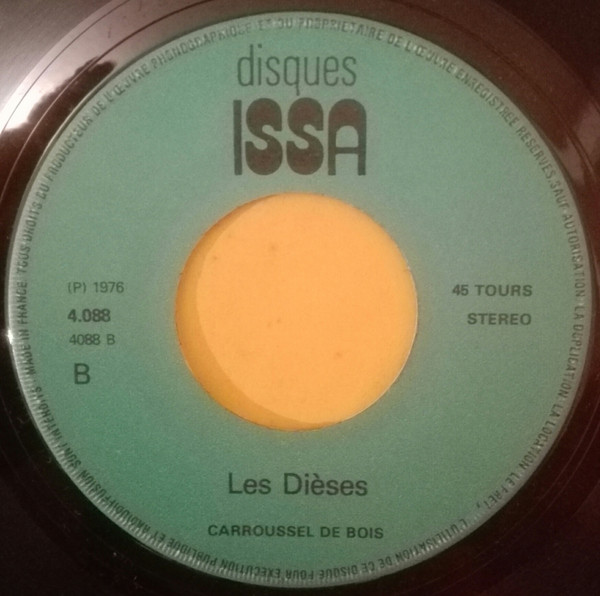 disques
ISSA
(P) 1976
4.088
4088 B
B
45 TOURS
STEREO
Les Dièses
CARROUSSEL DE BOIS
MADE IN FRANCE. TOUS DROITS DU PRODUCTEUR DE L'ŒUVRE PHONOGRAPHIQUE ET DU PROPRIETAIRE DE L'ŒUVRE ENREGISTREE RESERVES. SAUF AUTORISATION LA DUPLICATION, LA LOCATION, LE PRET, L'UTILISATION DE CE DISQUE POUR EXECUTION PUBLIQUE ET RADIODIFFUSION SONT INTERDITS